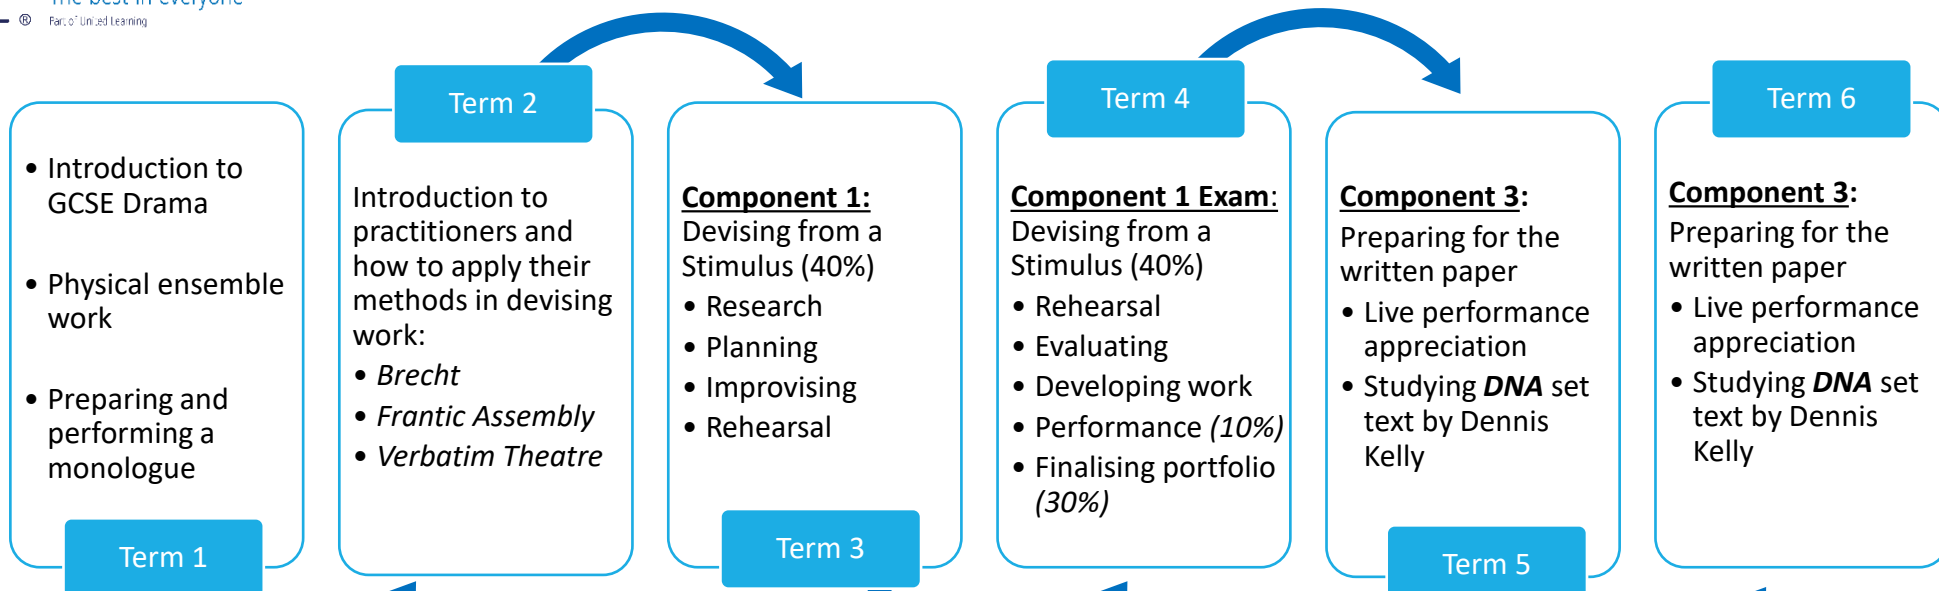 The best in everyone
® Part of United Learning
• Introduction to
GCSE Drama
• Physical ensemble
work
• Preparing and
performing a
monologue
Term 1
Term 2
Introduction to
practitioners and
how to apply their
methods in devising
work:
• Brecht
• Frantic Assembly
• Verbatim Theatre
Component 1:
Devising from a
Stimulus (40%)
• Research
• Planning
• Improvising
• Rehearsal
Term 3
Term 4
Component 1 Exam:
Devising from a
Stimulus (40%)
• Rehearsal
• Evaluating
• Developing work
• Performance (10%)
• Finalising portfolio
(30%)
Component 3:
Preparing for the
written paper
• Live performance
appreciation
• Studying DNA set
text by Dennis
Kelly
Term 5
Term 6
Component 3:
Preparing for the
written paper
• Live performance
appreciation
• Studying DNA set
text by Dennis
Kelly